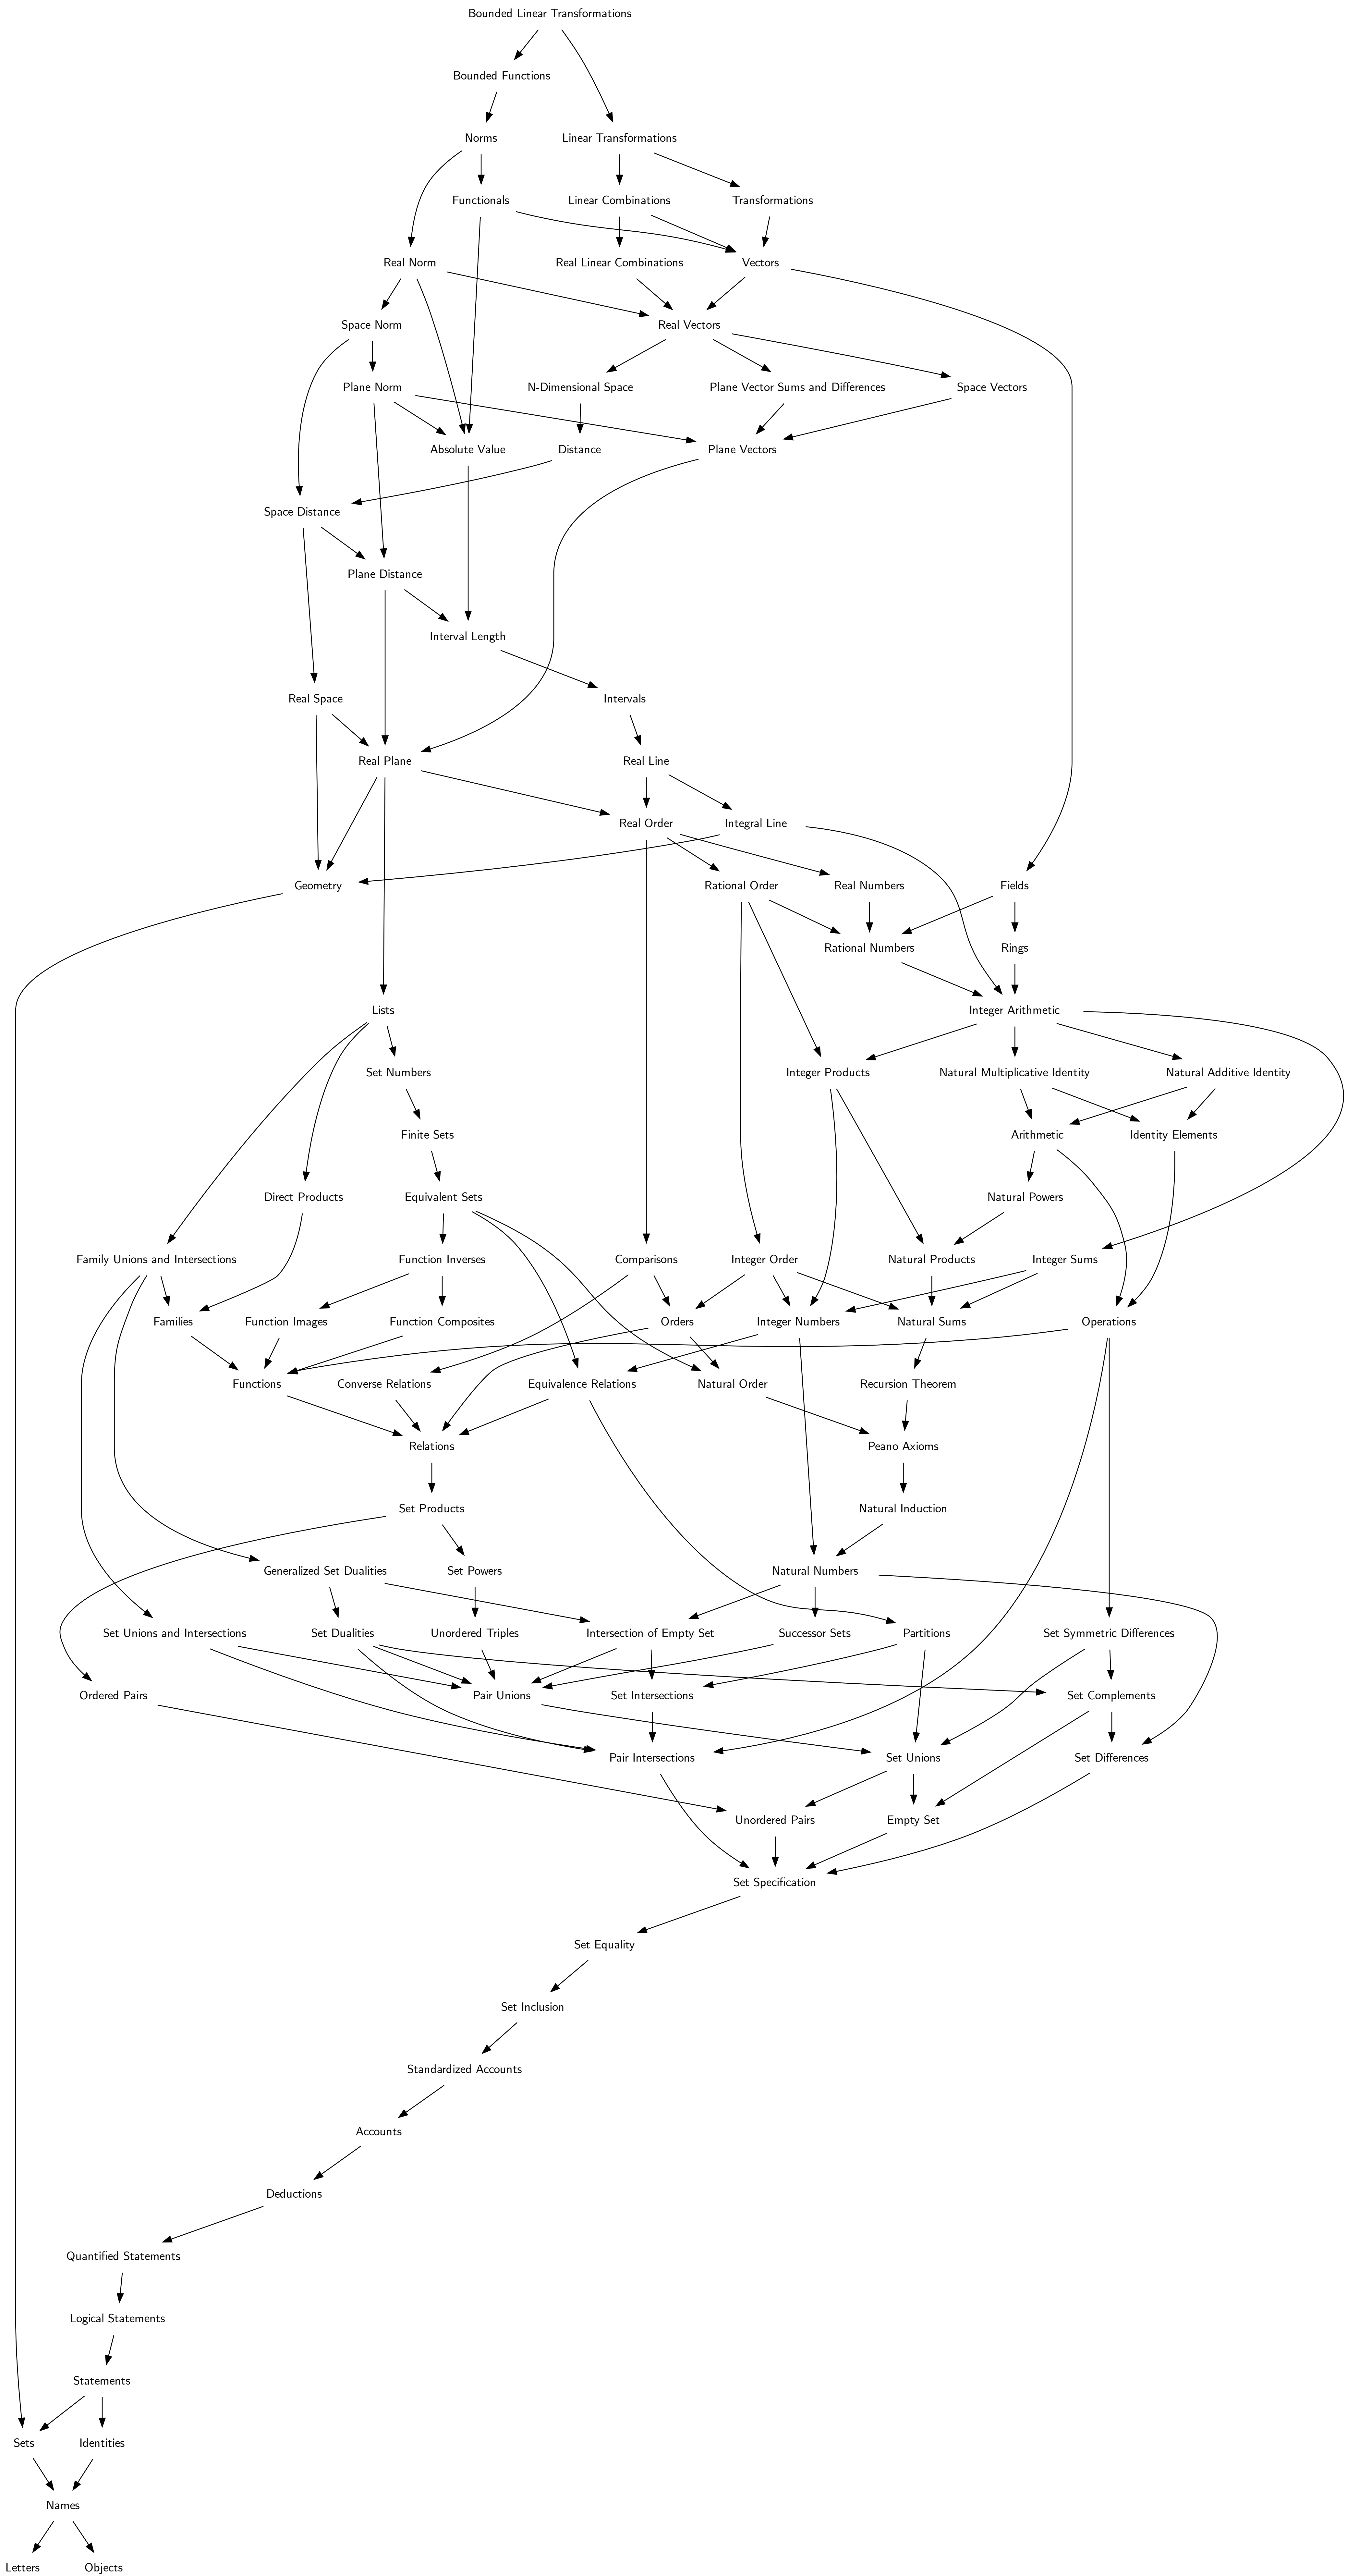 Bounded Linear Transformations
Bounded Functions
Norms
Linear Transformations
Functionals
Linear Combinations
Transformations
Real Norm
Real Linear Combinations
Vectors
Space Norm
Real Vectors
Plane Norm
N-Dimensional Space
Plane Vector Sums and Differences
Space Vectors
Absolute Value
Distance
Plane Vectors
Space Distance
Plane Distance
Interval Length
Real Space
Intervals
Real Plane
Real Line
Real Order
Integral Line
Geometry
Rational Order
Real Numbers
Fields
Rational Numbers
Rings
Lists
Integer Arithmetic
Set Numbers
Integer Products
Natural Multiplicative Identity
Natural Additive Identity
Finite Sets
Arithmetic
Identity Elements
Direct Products
Equivalent Sets
Natural Powers
Family Unions and Intersections
Function Inverses
Comparisons
Integer Order
Natural Products
Integer Sums
Families
Function Images
Function Composites
Orders
Integer Numbers
Natural Sums
Operations
Functions
Converse Relations
Equivalence Relations
Natural Order
Recursion Theorem
Relations
Peano Axioms
Set Products
Natural Induction
Generalized Set Dualities
Set Powers
Natural Numbers
Set Unions and Intersections
Set Dualities
Unordered Triples
Intersection of Empty Set
Successor Sets
Partitions
Set Symmetric Differences
Ordered Pairs
Pair Unions
Set Intersections
Set Complements
Pair Intersections
Set Unions
Set Differences
Unordered Pairs
Empty Set
Set Specification
Set Equality
Set Inclusion
Standardized Accounts
Accounts
Deductions
Quantified Statements
Logical Statements
Statements
Sets
Identities
Names
Letters
Objects